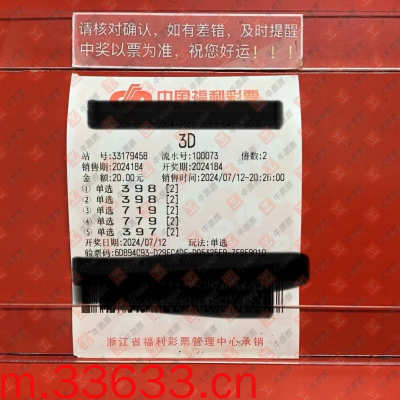 请核对确认，如有差错，及时提醒
中奖以票为准，祝您好运！！！
中国福利彩票
3D
站 号:33179458 流水号:100073 倍数:2
销售期:2024184 开奖期:2024184
金 额:20.00元 销售时间:2024/07/12-20:26:00
① 单选 3 9 8 [2]
② 单选 3 9 8 [2]
③ 单选 7 1 9 [2]
④ 单选 7 7 9 [2]
⑤ 单选 3 9 7 [2]
开奖日期:2024/07/12 玩法:单选
验票码:
浙江省福利彩票管理中心承销
m.33633.cn